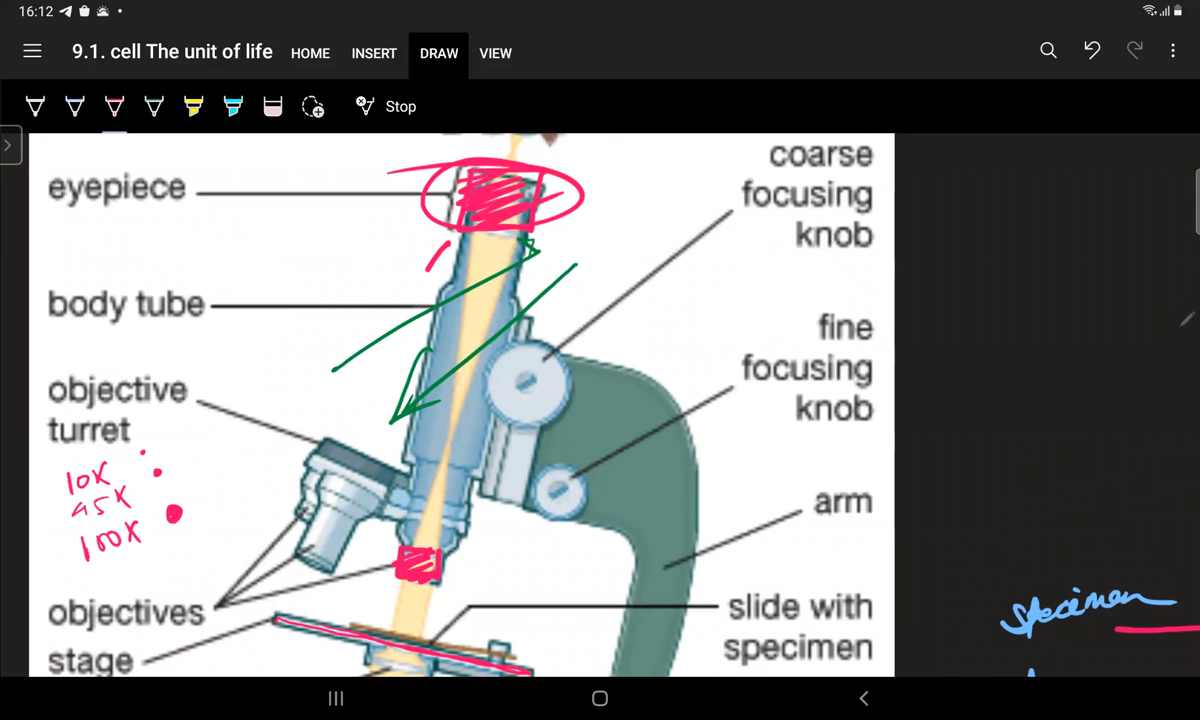 16:12
9.1. cell The unit of life
HOME
INSERT
DRAW
VIEW
Stop
eyepiece
body tube
objective
turret
10x
45x
100x
objectives
stage
coarse
focusing
knob
fine
focusing
knob
arm
slide with
specimen
specimen